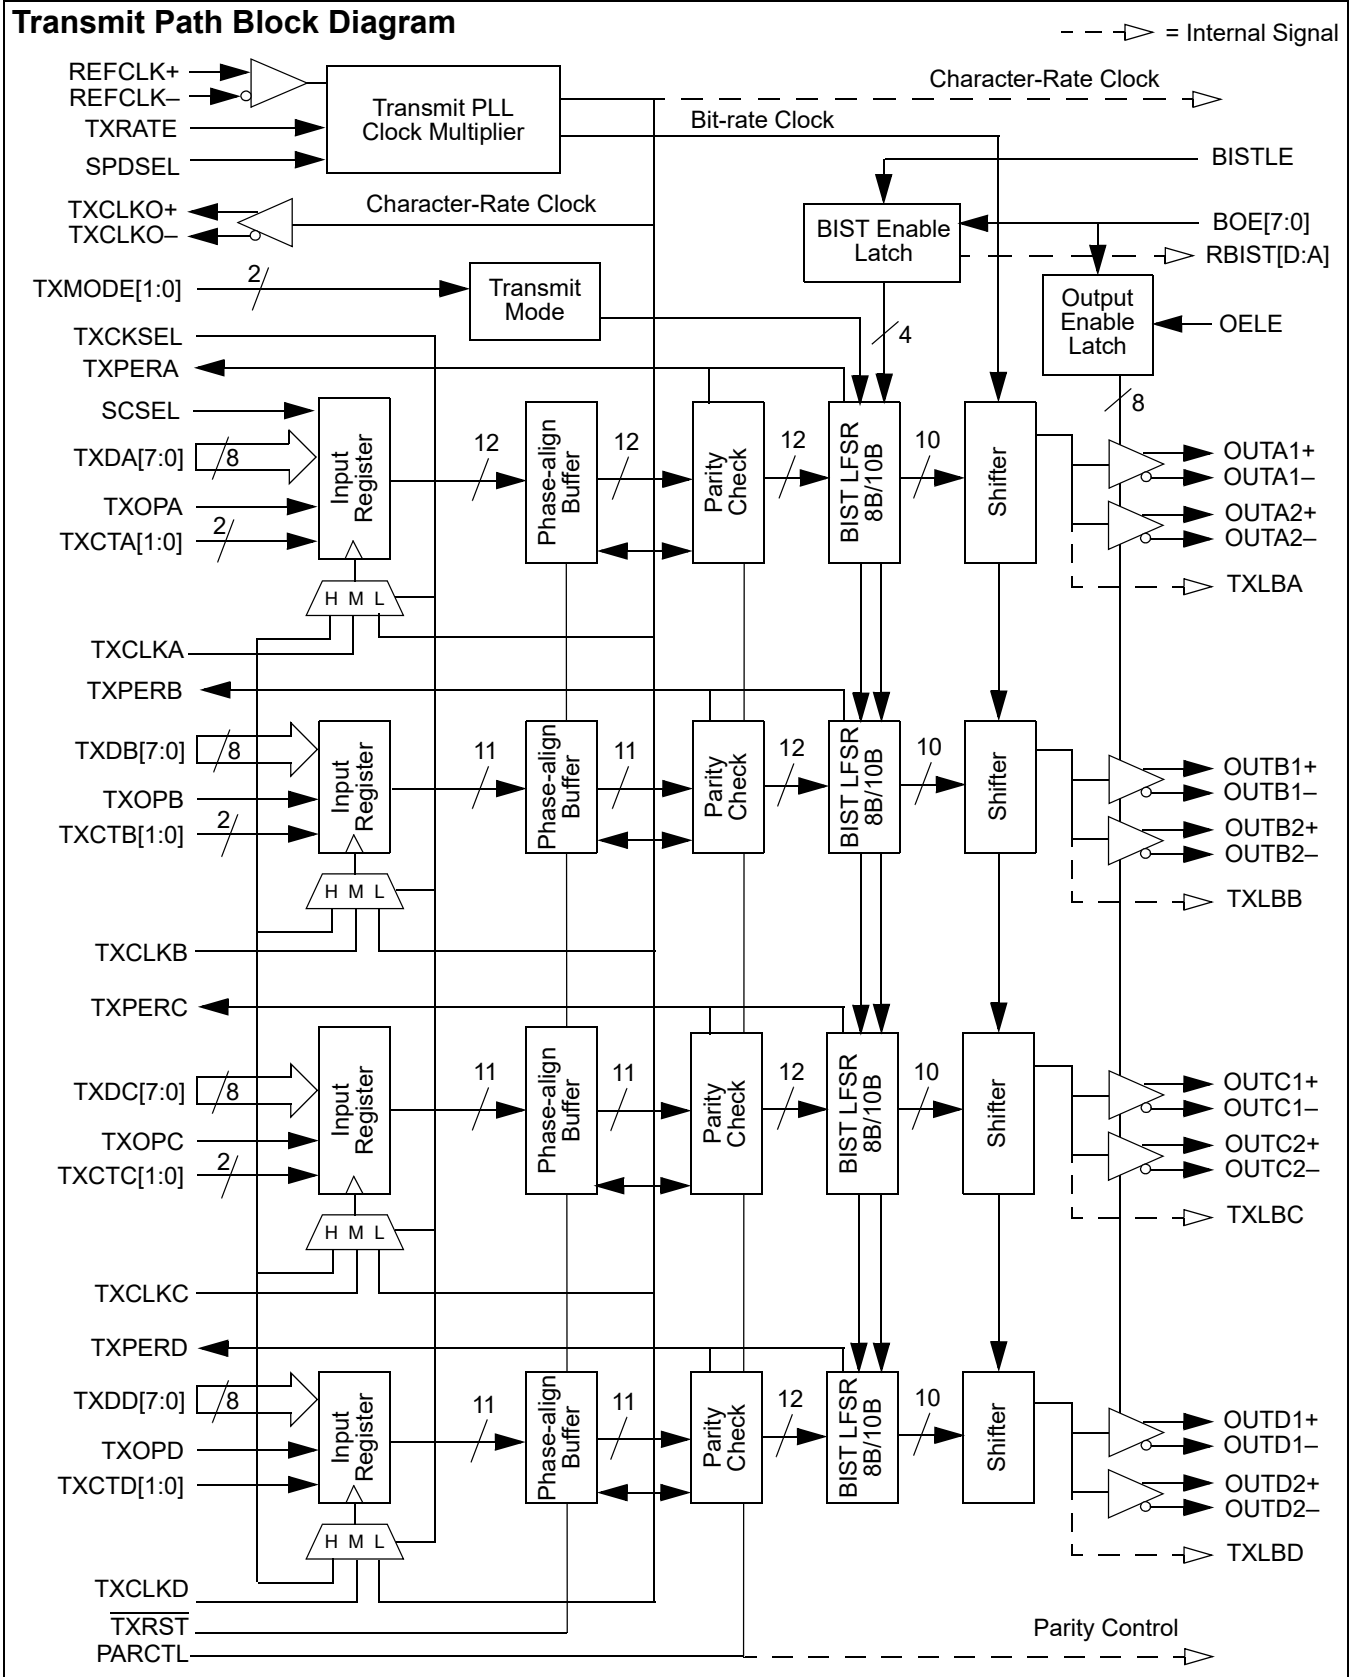 Transmit Path Block Diagram
= Internal Signal
REFCLK+
REFCLK–
TXRATE
SPDSEL
Transmit PLL
Clock Multiplier
Character-Rate Clock
Bit-rate Clock
BISTLE
TXCLKO+
TXCLKO–
Character-Rate Clock
BIST Enable
Latch
BOE[7:0]
RBIST[D:A]
TXMODE[1:0]
2
Transmit
Mode
Output
Enable
Latch
OELE
4
8
TXCKSEL
TXPERA
SCSEL
TXDA[7:0]
8
TXOPA
TXCTA[1:0]
2
Input
Register
12
Phase-align
Buffer
12
Parity
Check
12
BIST LFSR
8B/10B
10
Shifter
OUTA1+
OUTA1–
OUTA2+
OUTA2–
TXLBA
H M L
TXCLKA
TXPERB
TXDB[7:0]
8
TXOPB
TXCTB[1:0]
2
Input
Register
11
Phase-align
Buffer
11
Parity
Check
12
BIST LFSR
8B/10B
10
Shifter
OUTB1+
OUTB1–
OUTB2+
OUTB2–
TXLBB
H M L
TXCLKB
TXPERC
TXDC[7:0]
8
TXOPC
TXCTC[1:0]
2
Input
Register
11
Phase-align
Buffer
11
Parity
Check
12
BIST LFSR
8B/10B
10
Shifter
OUTC1+
OUTC1–
OUTC2+
OUTC2–
TXLBC
H M L
TXCLKC
TXPERD
TXDD[7:0]
8
TXOPD
TXCTD[1:0]
Input
Register
11
Phase-align
Buffer
11
Parity
Check
12
BIST LFSR
8B/10B
10
Shifter
OUTD1+
OUTD1–
OUTD2+
OUTD2–
TXLBD
H M L
TXCLKD
TXRST
PARCTL
Parity Control